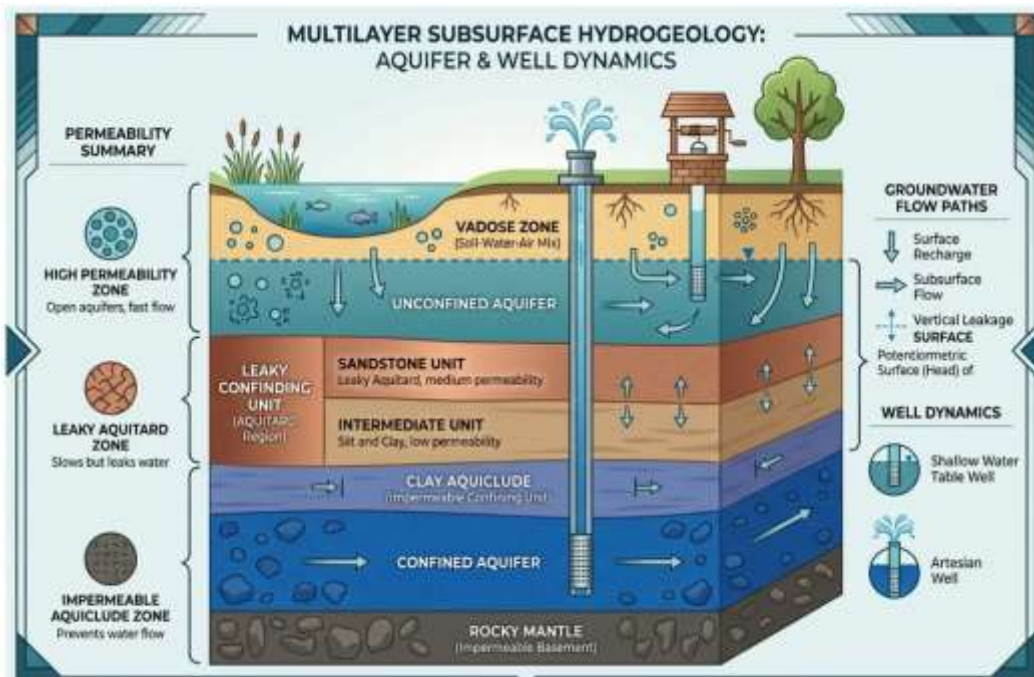 MULTILAYER SUBSURFACE HYDROGEOLOGY:
AQUIFER & WELL DYNAMICS
PERMEABILITY
SUMMARY
HIGH PERMEABILITY
ZONE
Open aquifers, fast flow
LEAKY AQUITARD
ZONE
Slows but leaks water
IMPERMEABLE
AQUICLUDE ZONE
Prevents water flow
VADOSE ZONE
(Soil-Water-Air Mix)
UNCONFINED AQUIFER
LEAKY
CONFINDING
UNIT
(AQUITARC
Region)
SANDSTONE UNIT
Leaky Aquitard, medium permeability
INTERMEDIATE UNIT
Silt and Clay, low permeability
CLAY AQUICLUDE
(Impermeable Confining Unit)
CONFINED AQUIFER
ROCKY MANTLE
(Impermeable Basement)
GROUNDWATER
FLOW PATHS
Surface
Recharge
Subsurface
Flow
Vertical Leakage
SURFACE
Potentiometric
Surface (Head) of
WELL DYNAMICS
Shallow Water
Table Well
Artesian
Well